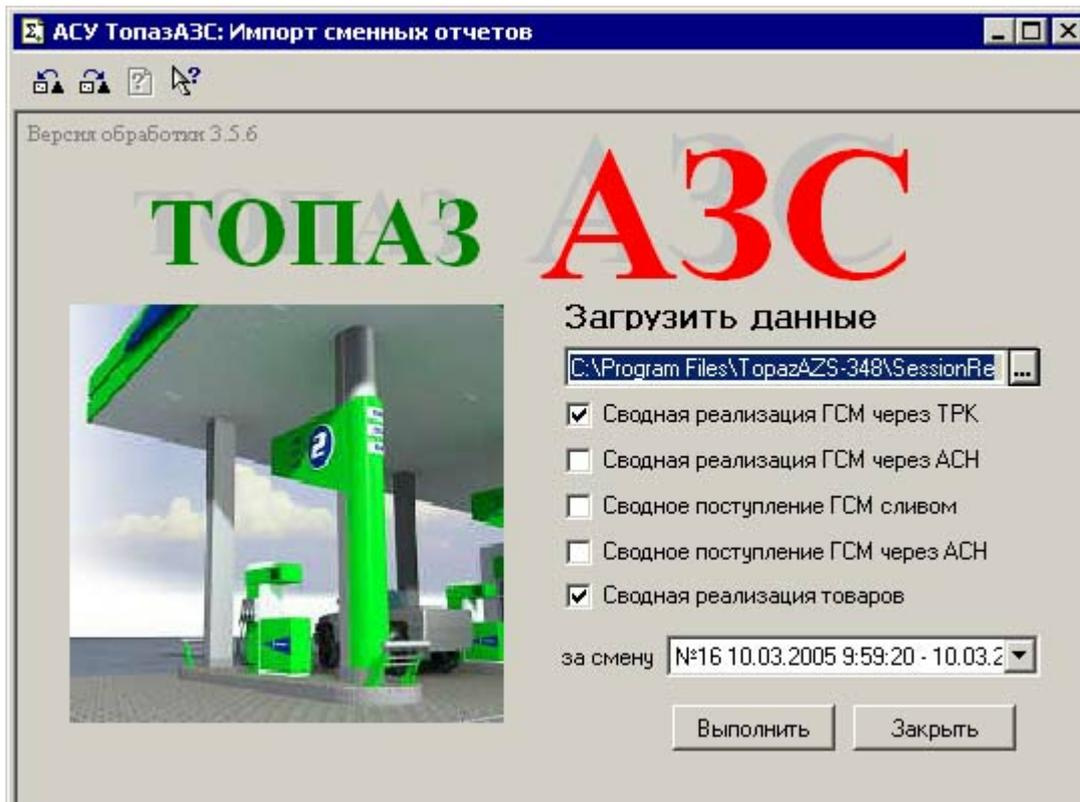 АСУ ТопазАЗС: Импорт сменных отчетов
Версия обработки 3.5.6
ТОПАЗ АЗС
Загрузить данные
C:\Program Files\TopazAZS-348\SessionRe ...
Сводная реализация ГСМ через ТРК
Сводная реализация ГСМ через АСН
Сводное поступление ГСМ сливом
Сводное поступление ГСМ через АСН
Сводная реализация товаров
за смену №16 10.03.2005 9:59:20 - 10.03.2
Выполнить Закрыть
2